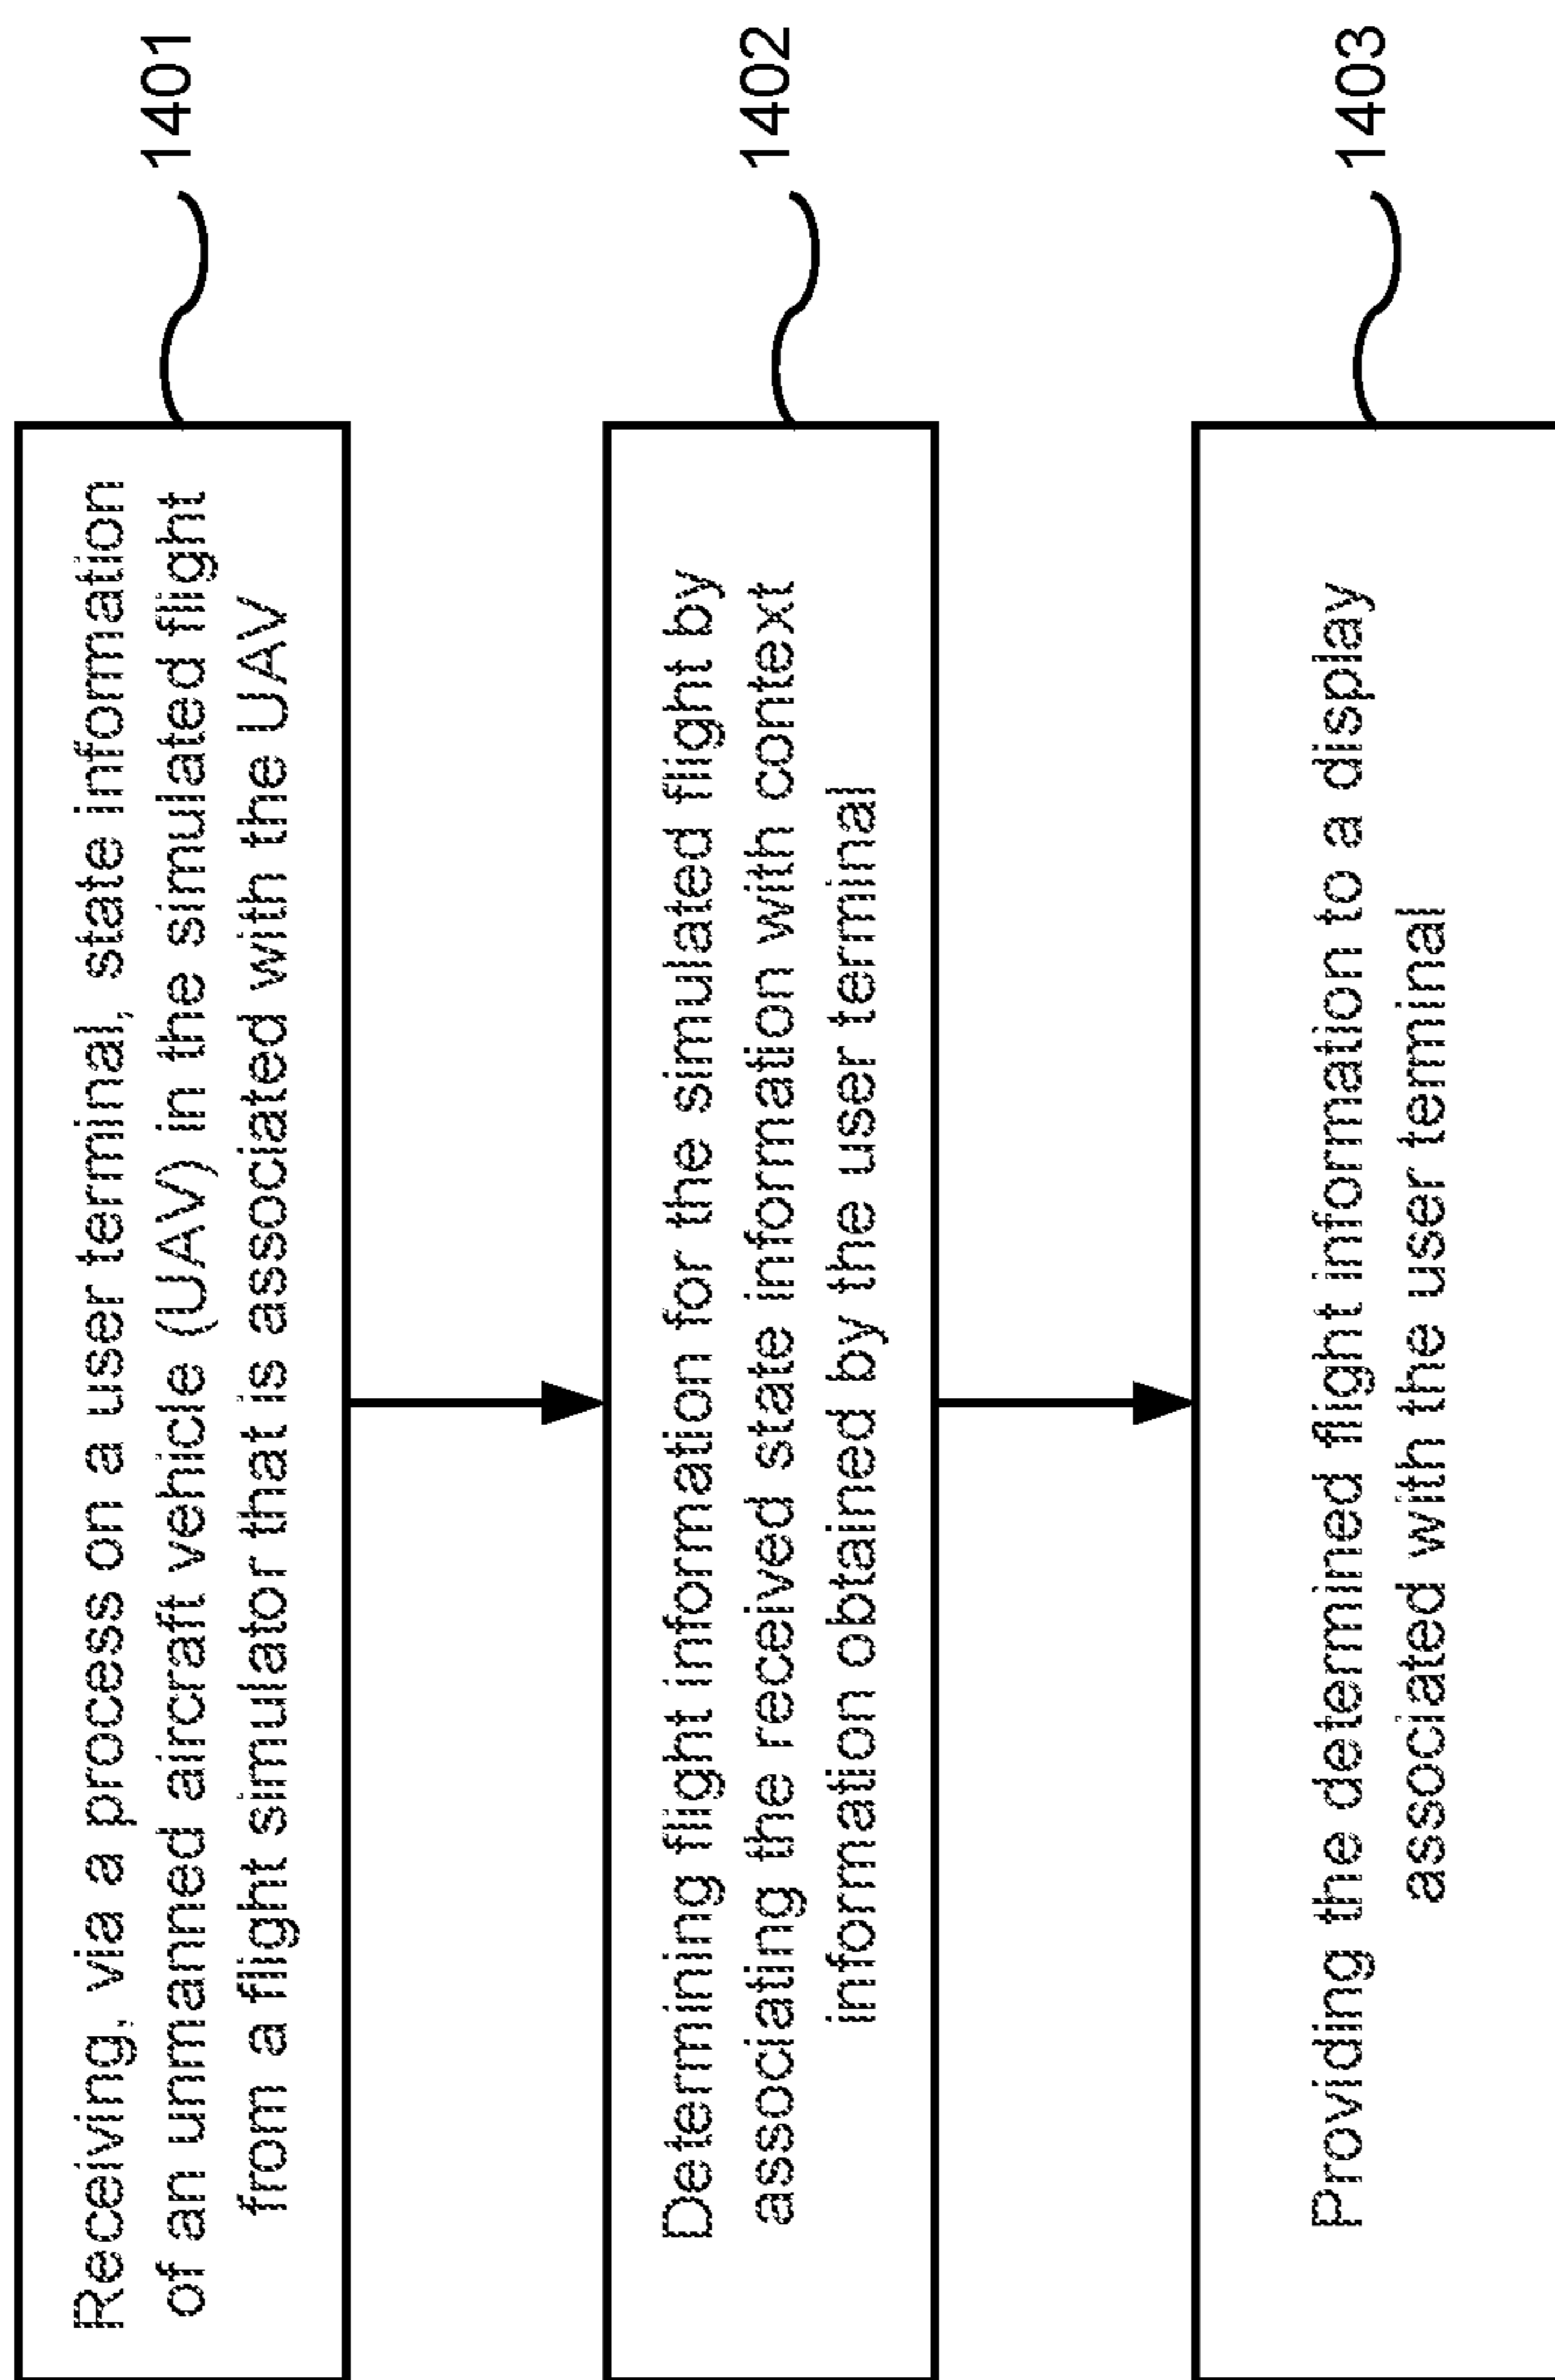 Receiving, via a process on a user terminal, state information
of an unmanned aircraft vehicle (UAV) in the simulated flight
from a flight simulator that is associated with the UAV
1401
Determining flight information for the simulated flight by
associating the received state information with context
information obtained by the user terminal
1402
Providing the determined flight information to a display
associated with the user terminal
1403